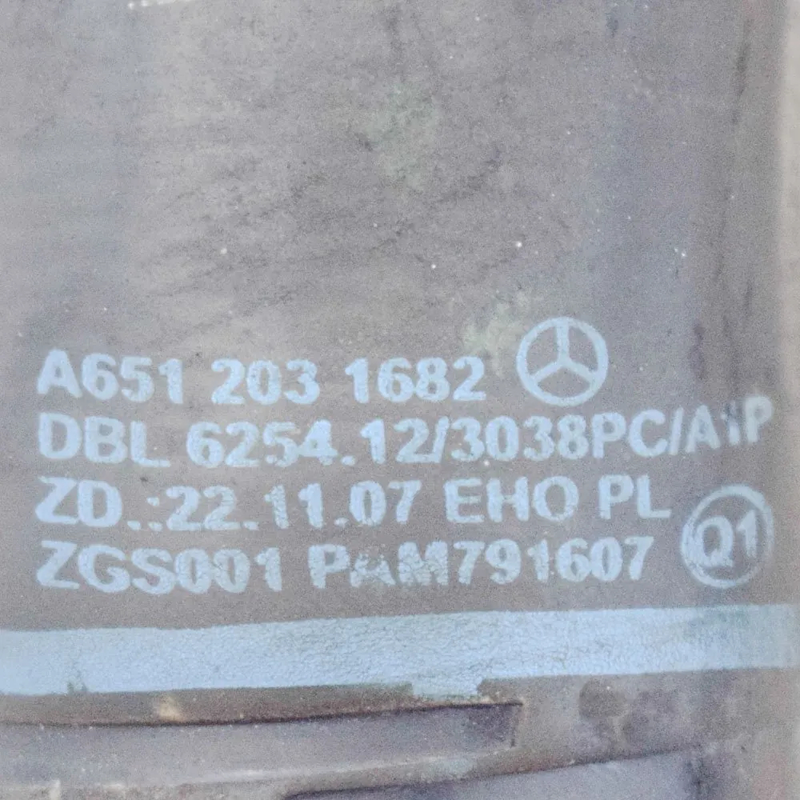 A651 203 1682
DBL 6254.12/3038PC/A1P
ZD.:22.11.07 EHO PL
ZGS001 PAM791607
Q1